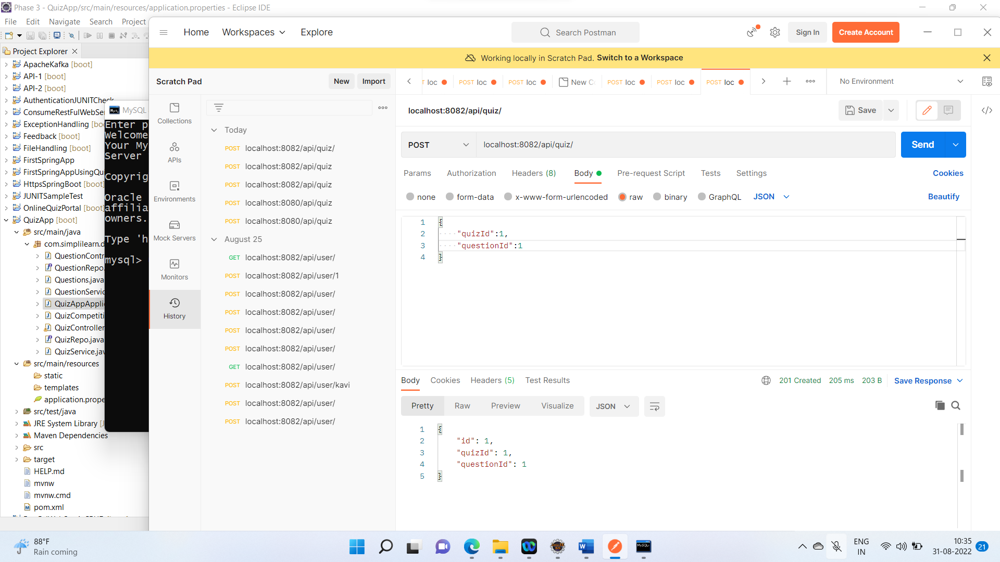 Phase 3 - QuizApp/src/main/resources/application.properties - Eclipse IDE
File Edit Navigate Search Project
Project Explorer
ApacheKafka [boot]
API-1 [boot]
API-2 [boot]
AuthenticationJUNITCheck
ConsumeRestFulWebSer
ExceptionHandling [boo
Feedback [boot]
FileHandling [boot]
FirstSpringApp
FirstSpringAppUsingQu
HttpsSpringBoot [boot]
JUNITSampleTest
OnlineQuizPortal [boot]
QuizApp [boot]
src/main/java
com.simplilearn.d
QuestionContr
QuestionRepo.
Questions.java
QuestionServic
QuizAppApplic
QuizCompetiti
QuizController
QuizRepo.java
QuizService.jav
src/main/resources
static
templates
application.prope
src/test/java
JRE System Library [J
Maven Dependencies
src
target
HELP.md
mvnw
mvnw.cmd
pom.xml
MySQL
Enter p
Welcome
Your My
Server
Copyrig
Oracle
affilia
owners.
Type 'h
mysql>
Home Workspaces Explore
Search Postman
Sign In
Create Account
Working locally in Scratch Pad. Switch to a Workspace
Scratch Pad
New
Import
T loc POST loc POST loc New Co POST loc POST loc POST loc
No Environment
Collections
APIs
Environments
Mock Servers
Monitors
History
Today
POST localhost:8082/api/quiz/
POST localhost:8082/api/quiz
POST localhost:8082/api/quiz
POST localhost:8080/api/quiz
POST localhost:8080/api/quiz
August 25
GET localhost:8082/api/user/
POST localhost:8082/api/user/1
POST localhost:8082/api/user/
POST localhost:8082/api/user/
POST localhost:8082/api/user/
POST localhost:8082/api/user/
GET localhost:8082/api/user/
POST localhost:8082/api/user/kavi
POST localhost:8082/api/user/
POST localhost:8082/api/user/
localhost:8082/api/quiz/
Save
POST localhost:8082/api/quiz/
Send
Params Authorization Headers (8) Body Pre-request Script Tests Settings
Cookies
none form-data x-www-form-urlencoded raw binary GraphQL JSON
Beautify
1 {
2 "quizId":1,
3 "questionId":1
4 }
Body Cookies Headers (5) Test Results
201 Created 205 ms 203 B Save Response
Pretty Raw Preview Visualize JSON
1 {
2 "id": 1,
3 "quizId": 1,
4 "questionId": 1
5 }
88°F
Rain coming
ENG
IN
10:35
31-08-2022
21